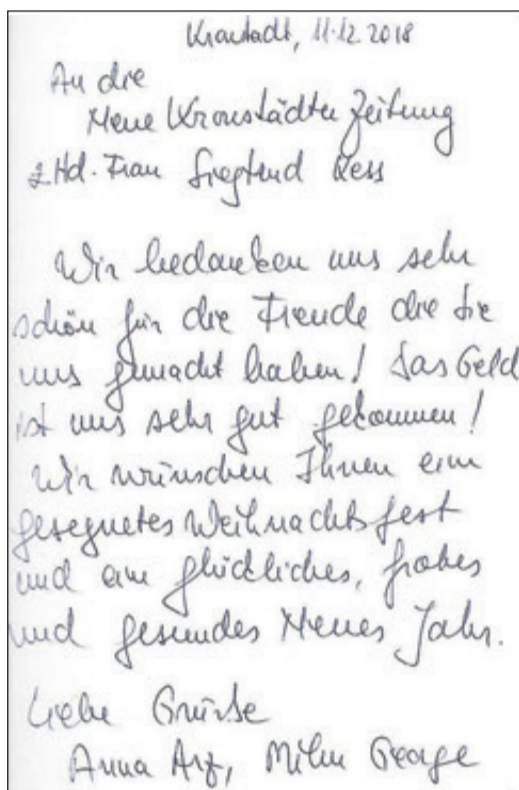 Kronstadt, 11.12.2018
An die
Neue Kronstädter Zeitung
z. Hd. Frau Siegtrud Kess
Wir bedanken uns sehr
schön für die Freude die Sie
uns gemacht haben! Das Geld
ist uns sehr gut gekommen!
Wir wünschen Ihnen ein
gesegnetes Weihnachtsfest
und ein glückliches, frohes
und gesundes Neues Jahr.
Liebe Grüsse
Anna Arz, George